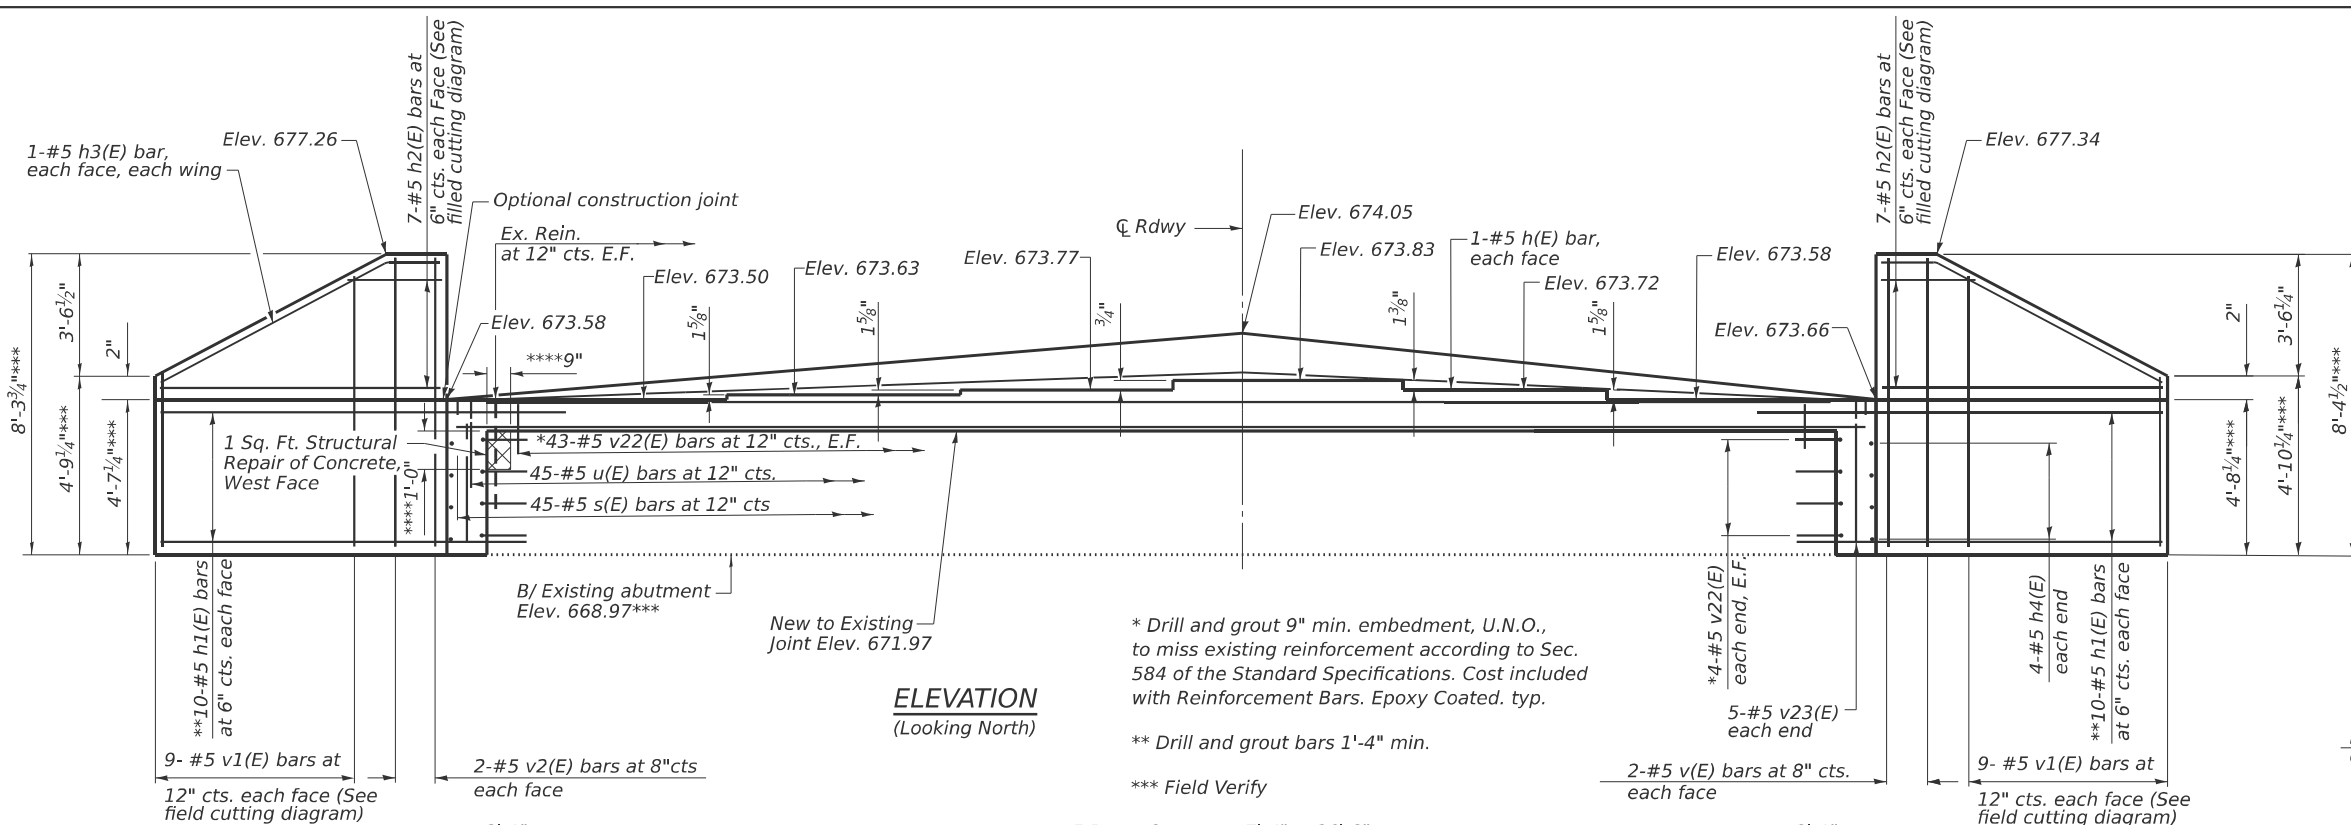 7-#5 h2(E) bars at
6" cts. each Face (See
filled cutting diagram)
7-#5 h2(E) bars at
6" cts. each Face (See
filled cutting diagram)
Elev. 677.26
1-#5 h3(E) bar,
each face, each wing
Elev. 677.34
Optional construction joint
Ex. Rein.
at 12" cts. E.F.
℄ Rdwy
Elev. 674.05
Elev. 673.50
Elev. 673.63
Elev. 673.77
Elev. 673.83
1-#5 h(E) bar,
each face
Elev. 673.72
Elev. 673.58
Elev. 673.58
Elev. 673.66
****9"
1⅝"
1⅝"
¾"
1⅜"
1⅝"
8'-3¾"***
3'-6½"
2"
4'-9¼"***
4'-7¼"***
2"
3'-6¼"
4'-8¼"***
4'-10¼"***
8'-4½"***
1 Sq. Ft. Structural
Repair of Concrete,
West Face
****1'-0"
*43-#5 v22(E) bars at 12" cts., E.F.
45-#5 u(E) bars at 12" cts.
45-#5 s(E) bars at 12" cts
B/ Existing abutment
Elev. 668.97***
New to Existing
Joint Elev. 671.97
**10-#5 h1(E) bars
at 6" cts. each face
9- #5 v1(E) bars at
12" cts. each face (See
field cutting diagram)
2-#5 v2(E) bars at 8"cts
each face
ELEVATION
(Looking North)
* Drill and grout 9" min. embedment, U.N.O.,
to miss existing reinforcement according to Sec.
584 of the Standard Specifications. Cost included
with Reinforcement Bars. Epoxy Coated. typ.
** Drill and grout bars 1'-4" min.
*** Field Verify
*4-#5 v22(E)
each end, E.F.
5-#5 v23(E)
each end
4-#5 h4(E)
each end
**10-#5 h1(E) bars
at 6" cts. each face
2-#5 v(E) bars at 8" cts.
each face
9- #5 v1(E) bars at
12" cts. each face (See
field cutting diagram)